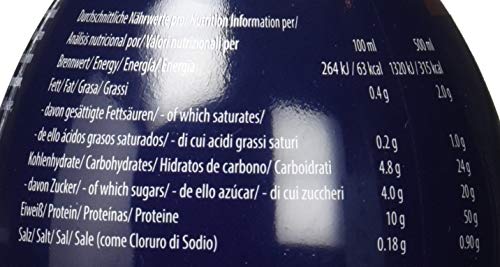 Durchschnittliche Nährwerte pro/Nutrition Information per/
Análisis nutricional por/Valori nutrizionali per 100 ml 500 ml
Brennwert/Energy/Energía/Energia 264 kJ/ 63 kcal 1320 kJ/ 315 kcal
Fett/ Fat/ Grasa/ Grassi 0.4 g 2.0 g
- davon gesättigte Fettsäuren/ - of which saturates/
- de ello ácidos grasos saturados/ - di cui acidi grassi saturi 0.2 g 1.0 g
Kohlenhydrate/ Carbohydrates/ Hidratos de carbono/ Carboidrati 4.8 g 24 g
- davon Zucker/ - of which sugars/ - de ello azúcar/ - di cui zuccheri 4.0 g 20 g
Eiweiß/ Protein/ Proteínas/ Proteine 10 g 50 g
Salz/ Salt/ Sal/ Sale (come Cloruro di Sodio) 0.18 g 0.90 g